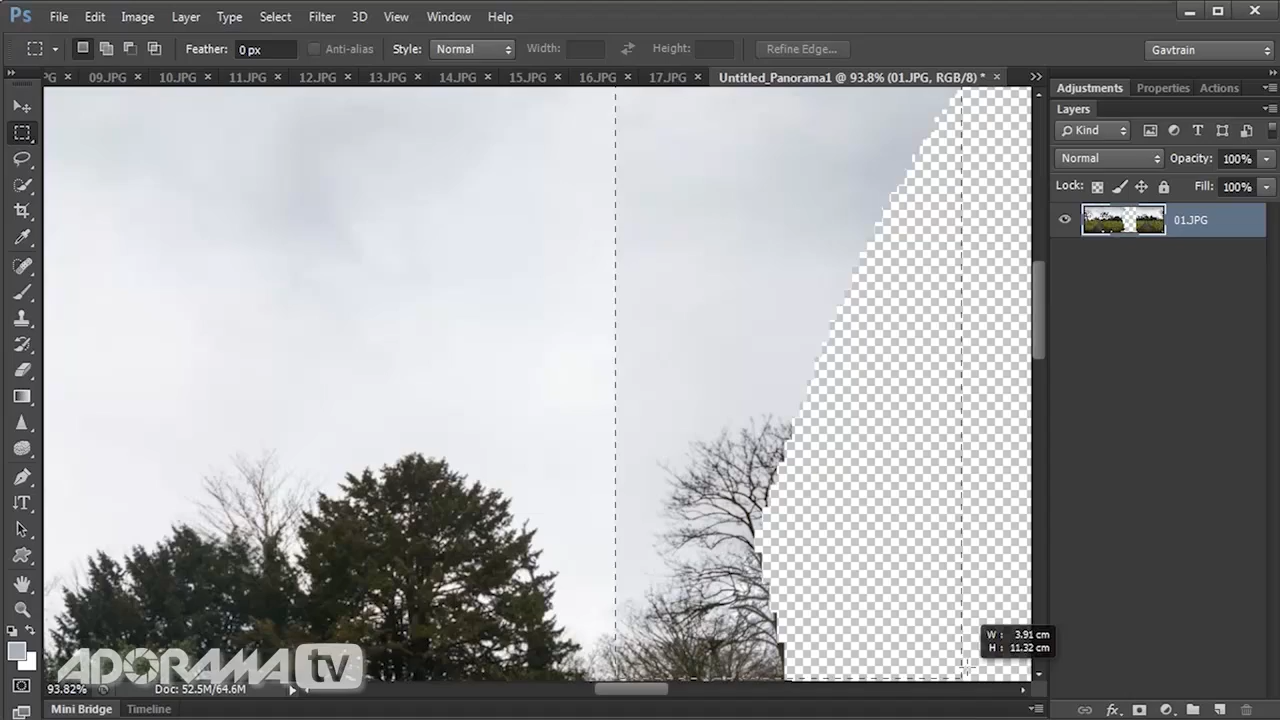 Ps File Edit Image Layer Type Select Filter 3D View Window Help
Feather: 0 px Anti-alias Style: Normal Width: Height: Refine Edge... Gavtrain
PG 09.JPG 10.JPG 11.JPG 12.JPG 13.JPG 14.JPG 15.JPG 16.JPG 17.JPG Untitled_Panorama1 @ 93.8% (01.JPG, RGB/8) *
Adjustments Properties Actions
Layers
Kind
Normal Opacity: 100%
Lock: Fill: 100%
01.JPG
W : 3.91 cm
H : 11.32 cm
ADORAMA tv
93.82% Doc: 52.5M/64.6M
Mini Bridge Timeline